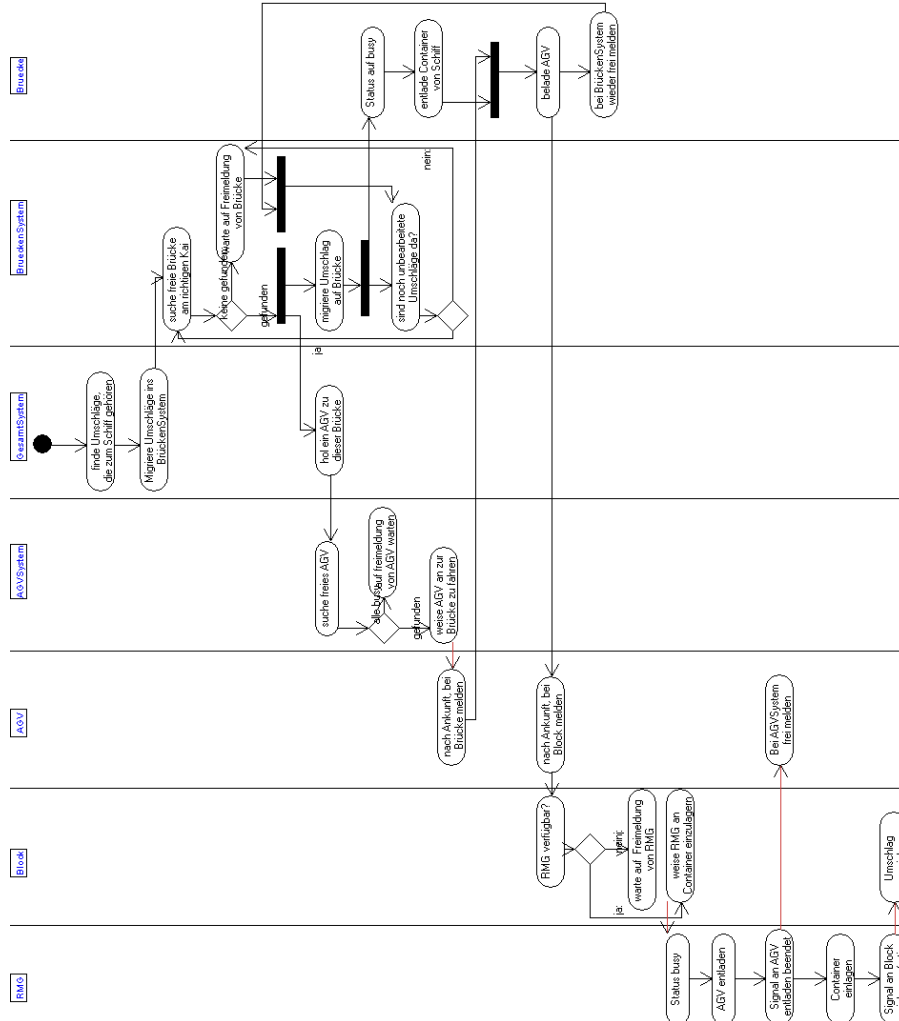 Bruecke
Status auf busy
entlade Container
von Schiff
belade AGV
bei BrückenSystem
wieder frei melden
BrueckenSystem
suche freie Brücke
am richtigen Kai
keine gefunden
warte auf Freimeldung
von Brücke
gefunden
migriere Umschlag
auf Brücke
sind noch unbearbeitete
Umschläge da?
nein:
ja:
GesamtSystem
finde Umschläge,
die zum Schiff gehören
Migriere Umschläge ins
BrückenSystem
hol ein AGV zu
dieser Brücke
AGVSystem
suche freies AGV
alle busy
auf freimeldung
von AGV warten
gefunden
weise AGV an zur
Brücke zu fahren
AGV
nach Ankunft, bei
Brücke melden
nach Ankunft, bei
Block melden
Bei AGVSystem
frei melden
Block
RMG verfügbar?
nein:
warte auf Freimeldung
von RMG
ja:
weise RMG an
Container einzulagern
Umschlag
RMG
Status busy
AGV entladen
Signal an AGV
entladen beendet
Container
einlagen
Signal an Block